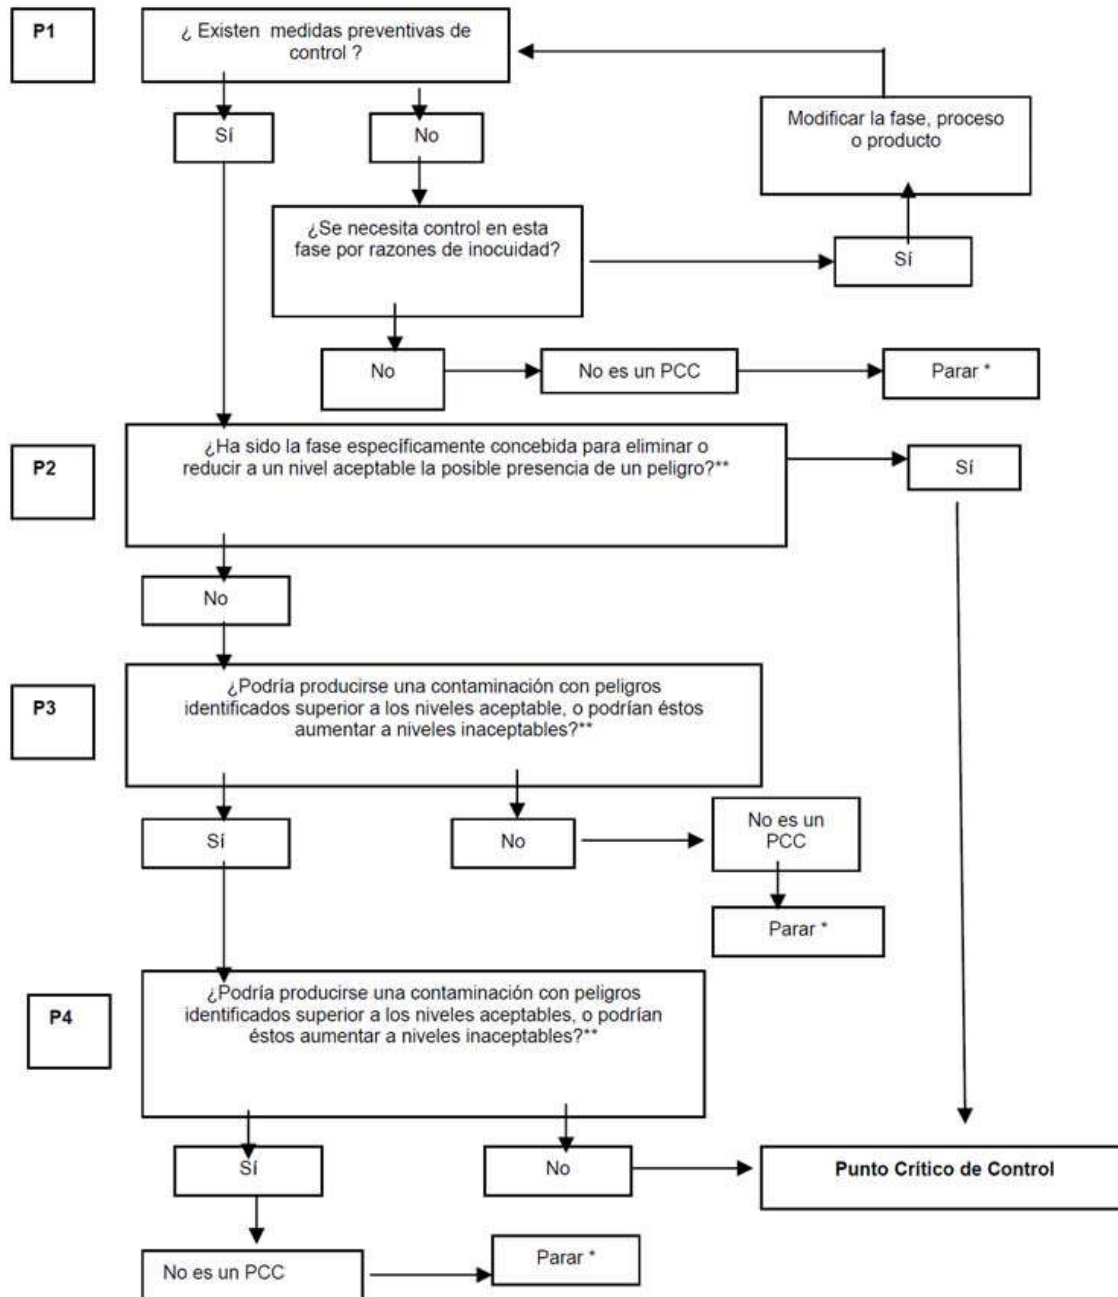 P1
¿ Existen medidas preventivas de
control ?
Sí
No
Modificar la fase, proceso
o producto
¿Se necesita control en esta
fase por razones de inocuidad?
Sí
No
No es un PCC
Parar *
P2
¿Ha sido la fase específicamente concebida para eliminar o
reducir a un nivel aceptable la posible presencia de un peligro?**
Sí
No
P3
¿Podría producirse una contaminación con peligros
identificados superior a los niveles aceptable, o podrían éstos
aumentar a niveles inaceptables?**
Sí
No
No es un
PCC
Parar *
P4
¿Podría producirse una contaminación con peligros
identificados superior a los niveles aceptables, o podrían
éstos aumentar a niveles inaceptables?**
Sí
No
Punto Crítico de Control
No es un PCC
Parar *